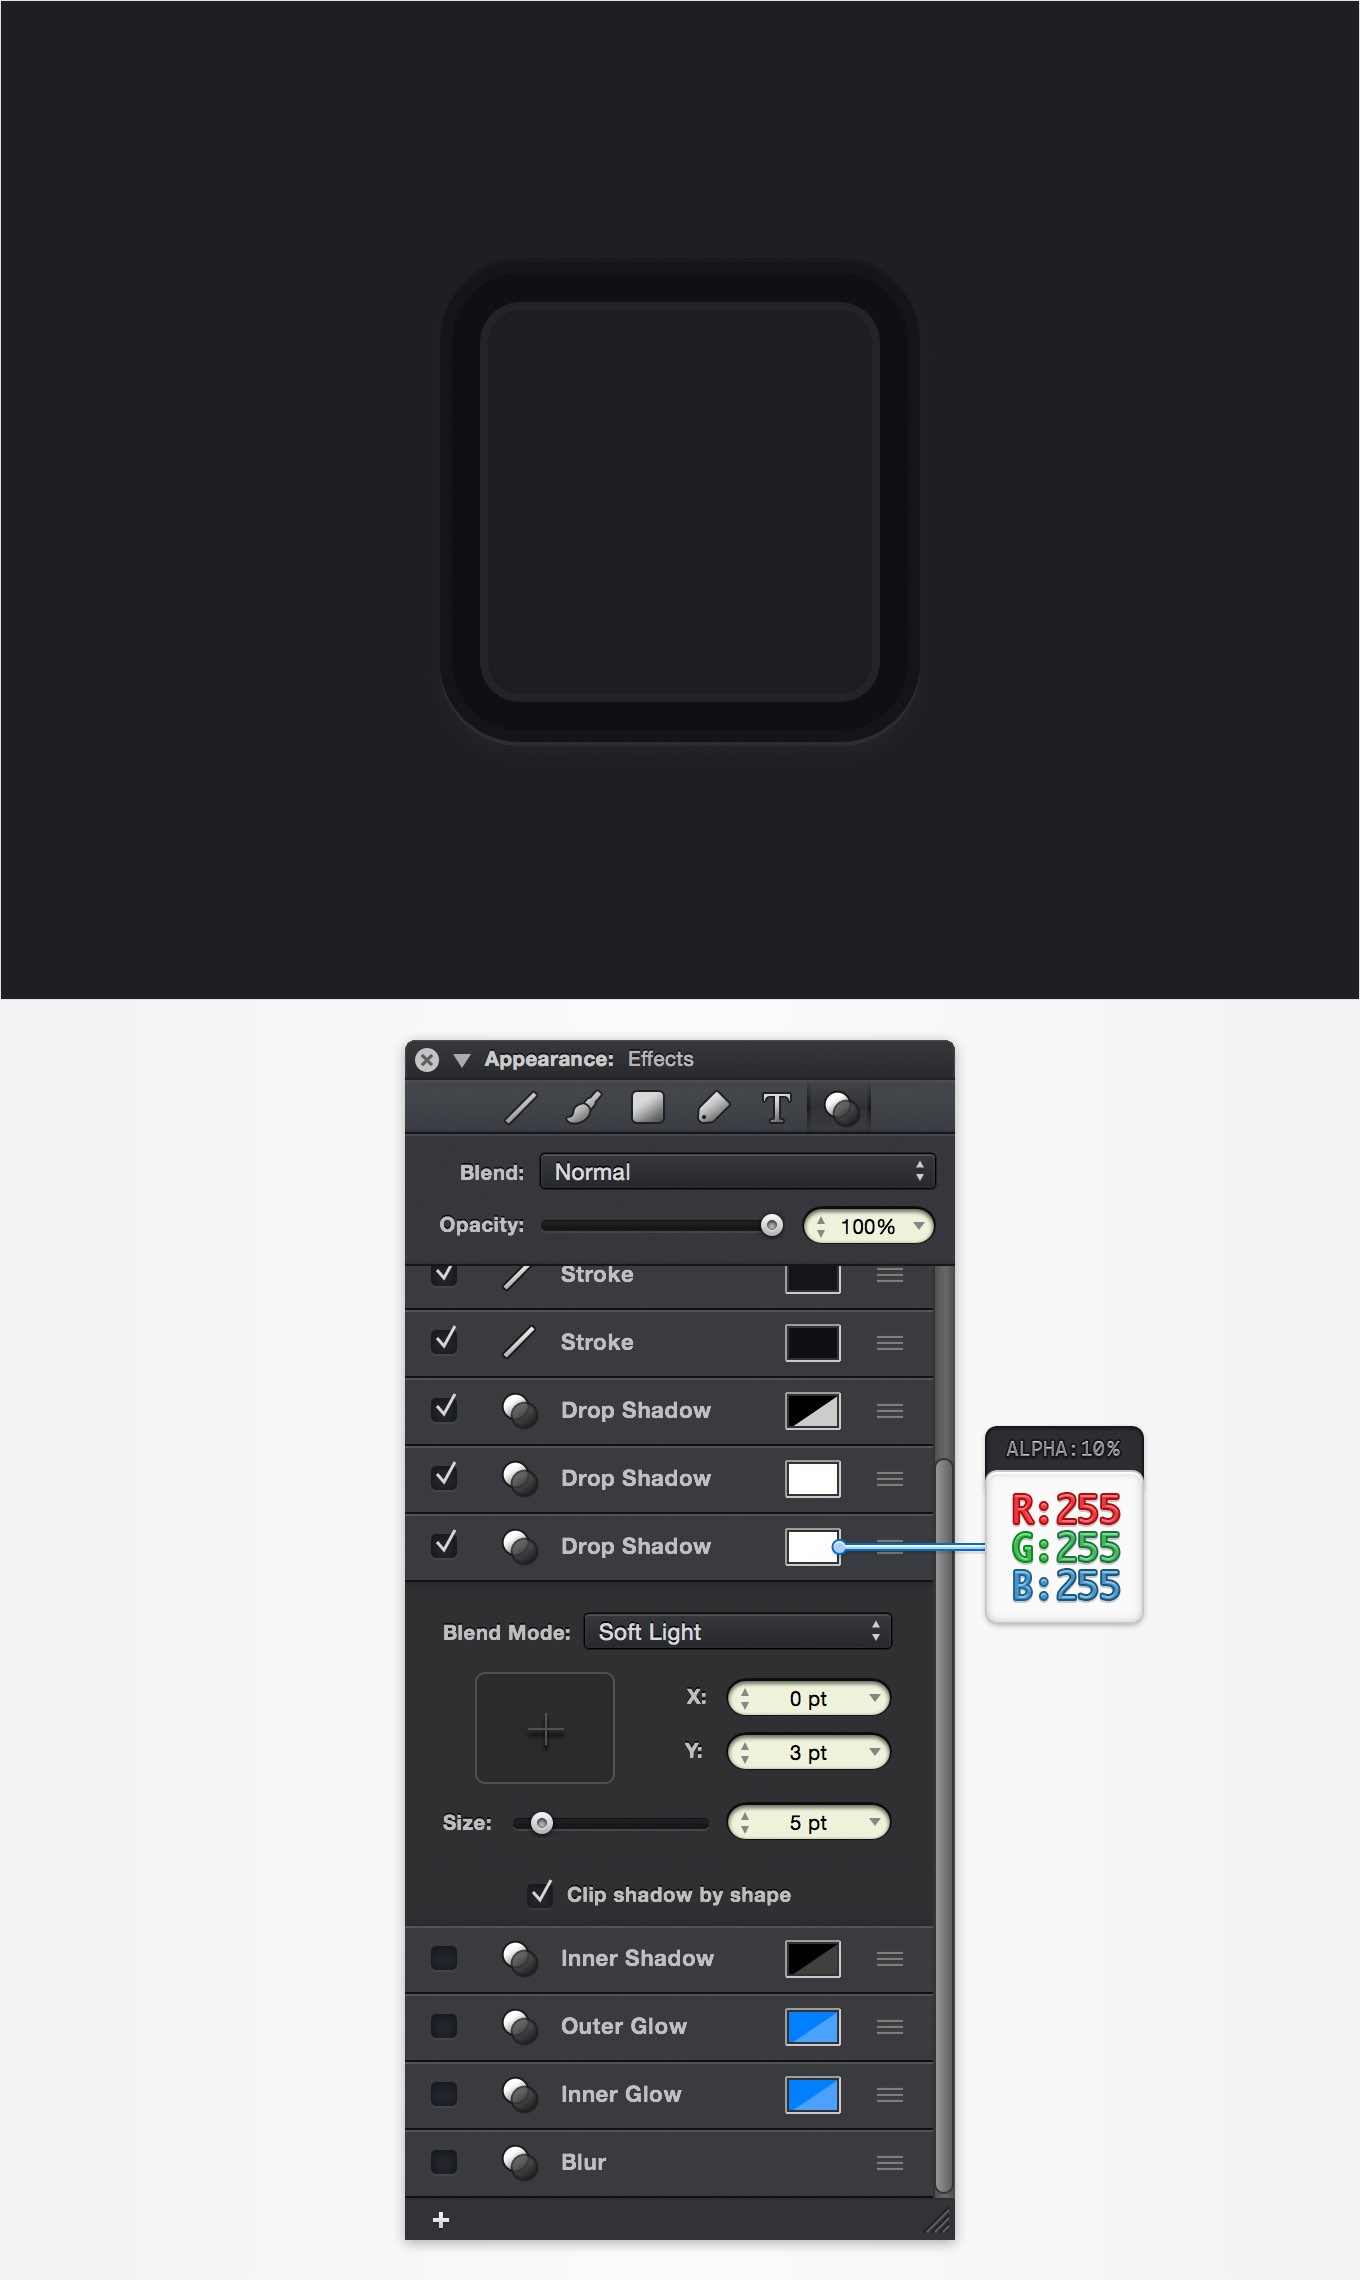 Appearance: Effects
T
Blend: Normal
Opacity: 100%
Stroke
Stroke
Drop Shadow
Drop Shadow
Drop Shadow
ALPHA:10%
R:255
G:255
B:255
Blend Mode: Soft Light
X: 0 pt
Y: 3 pt
Size: 5 pt
Clip shadow by shape
Inner Shadow
Outer Glow
Inner Glow
Blur